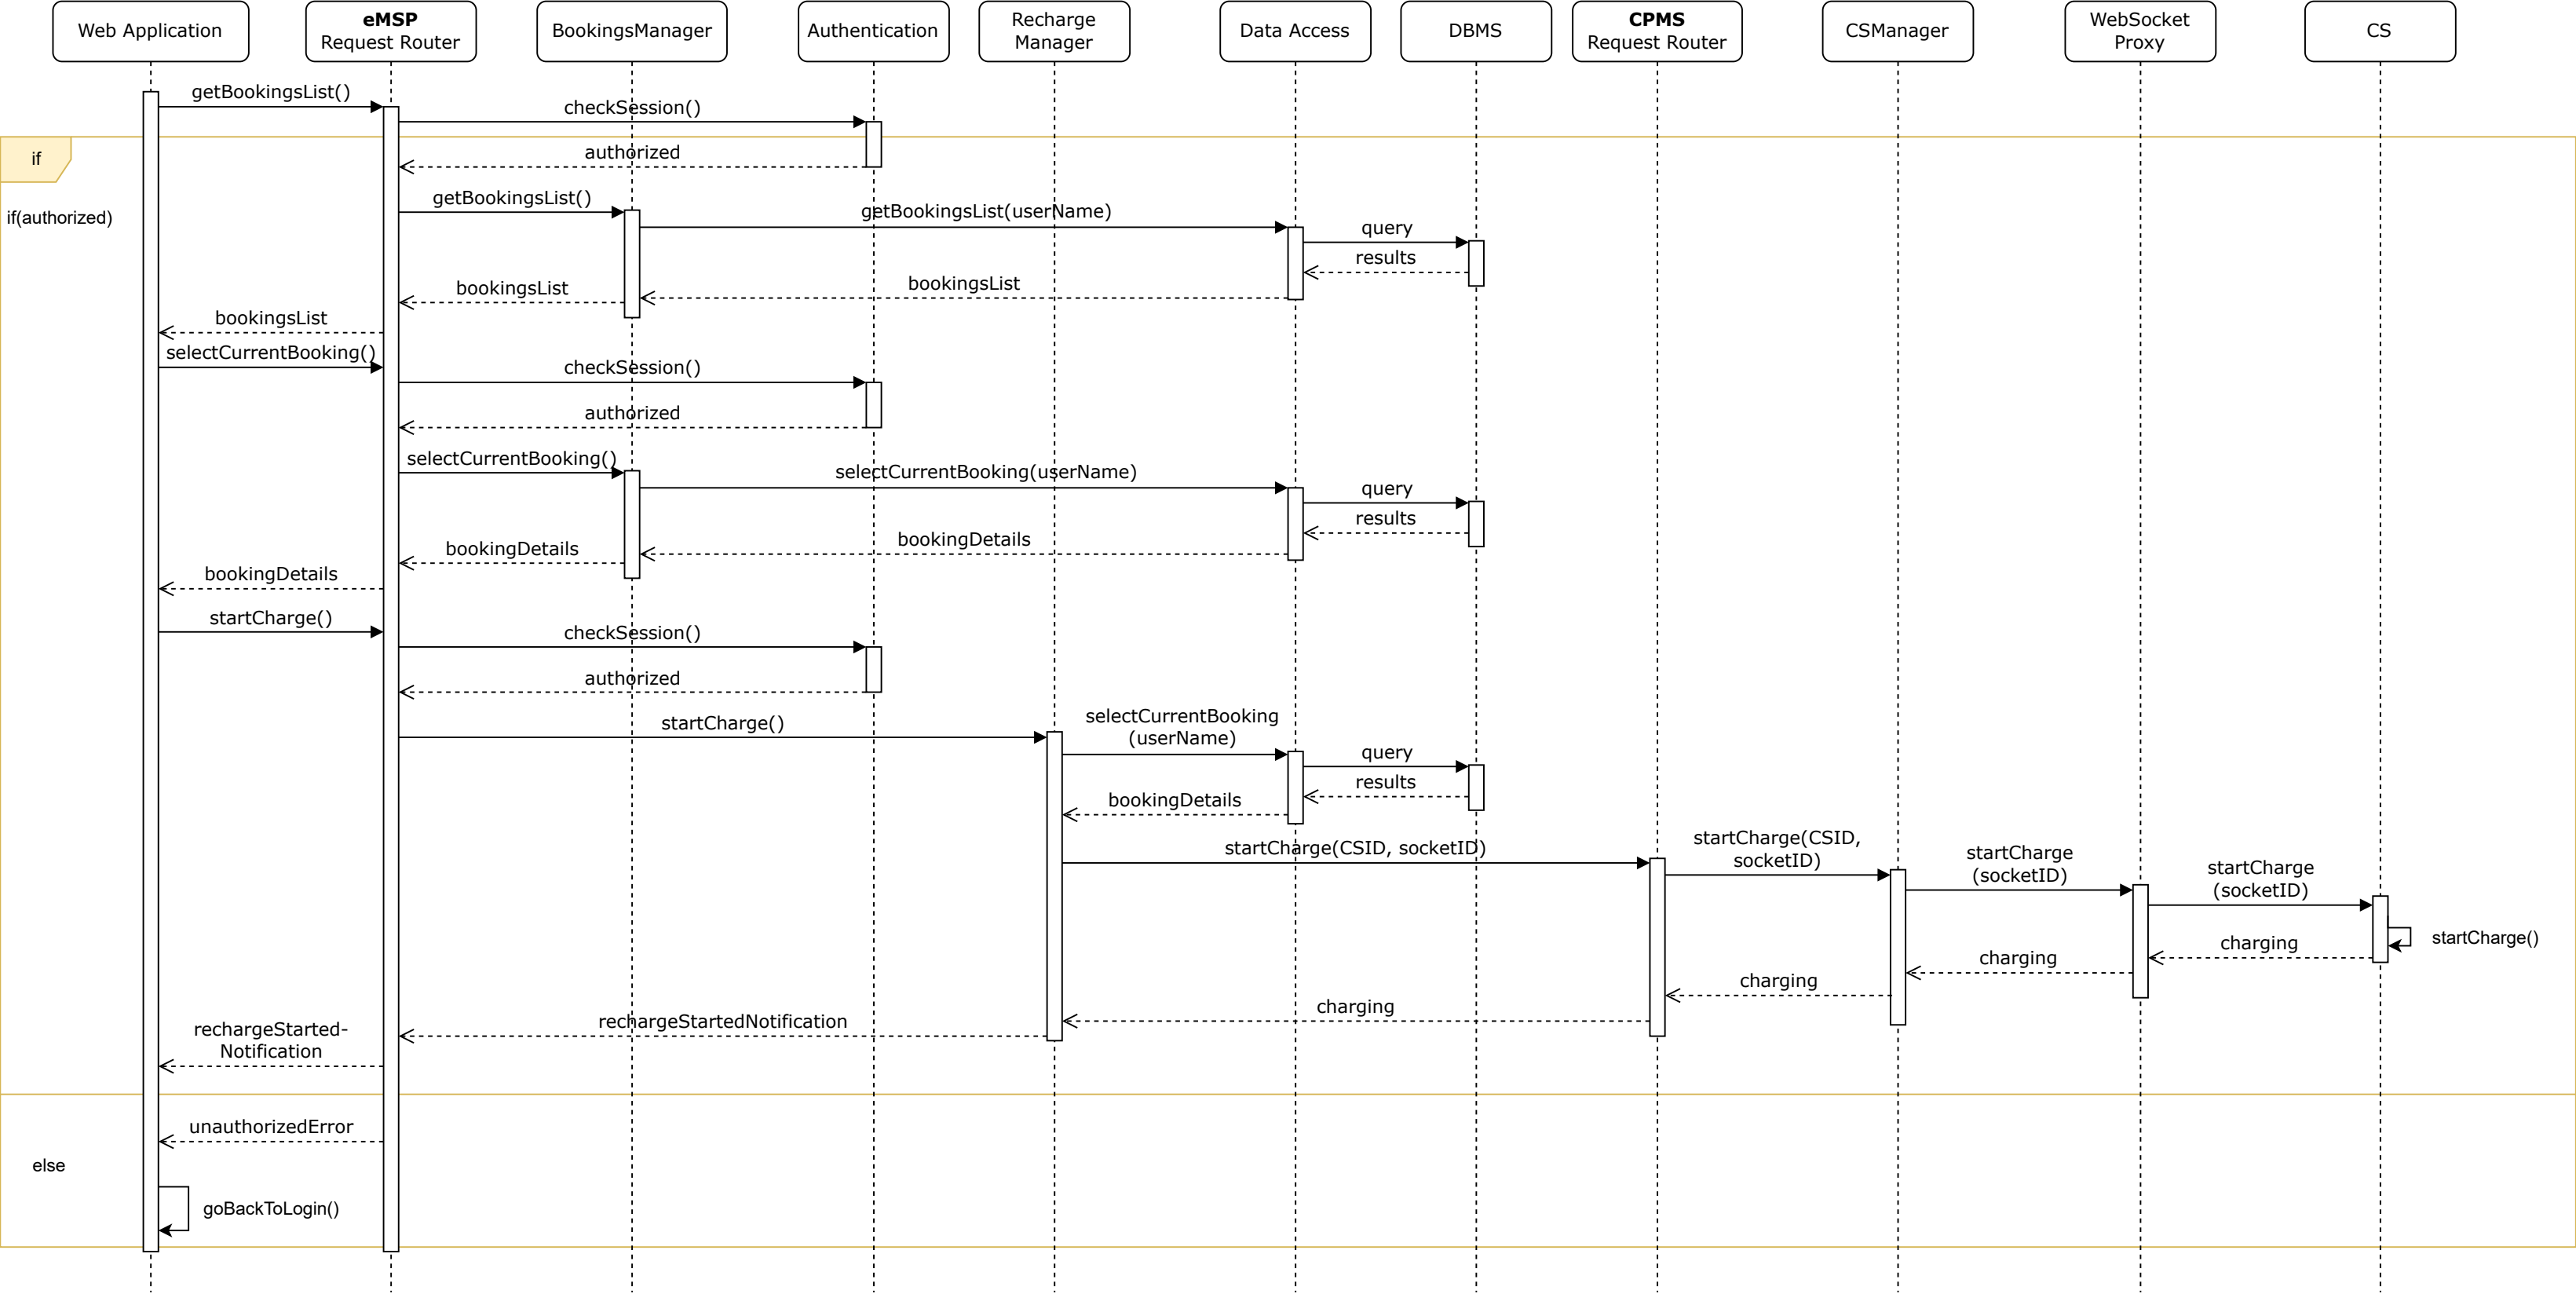 Web Application
eMSP
Request Router
BookingsManager
Authentication
Recharge
Manager
Data Access
DBMS
CPMS
Request Router
CSManager
WebSocket
Proxy
CS
getBookingsList()
checkSession()
if
authorized
if(authorized)
getBookingsList()
getBookingsList(userName)
query
results
bookingsList
bookingsList
bookingsList
selectCurrentBooking()
checkSession()
authorized
selectCurrentBooking()
selectCurrentBooking(userName)
query
results
bookingDetails
bookingDetails
bookingDetails
startCharge()
checkSession()
authorized
startCharge()
selectCurrentBooking
(userName)
query
results
bookingDetails
startCharge(CSID, socketID)
startCharge(CSID,
socketID)
startCharge
(socketID)
startCharge
(socketID)
startCharge()
charging
charging
charging
charging
rechargeStartedNotification
rechargeStarted-
Notification
unauthorizedError
else
goBackToLogin()